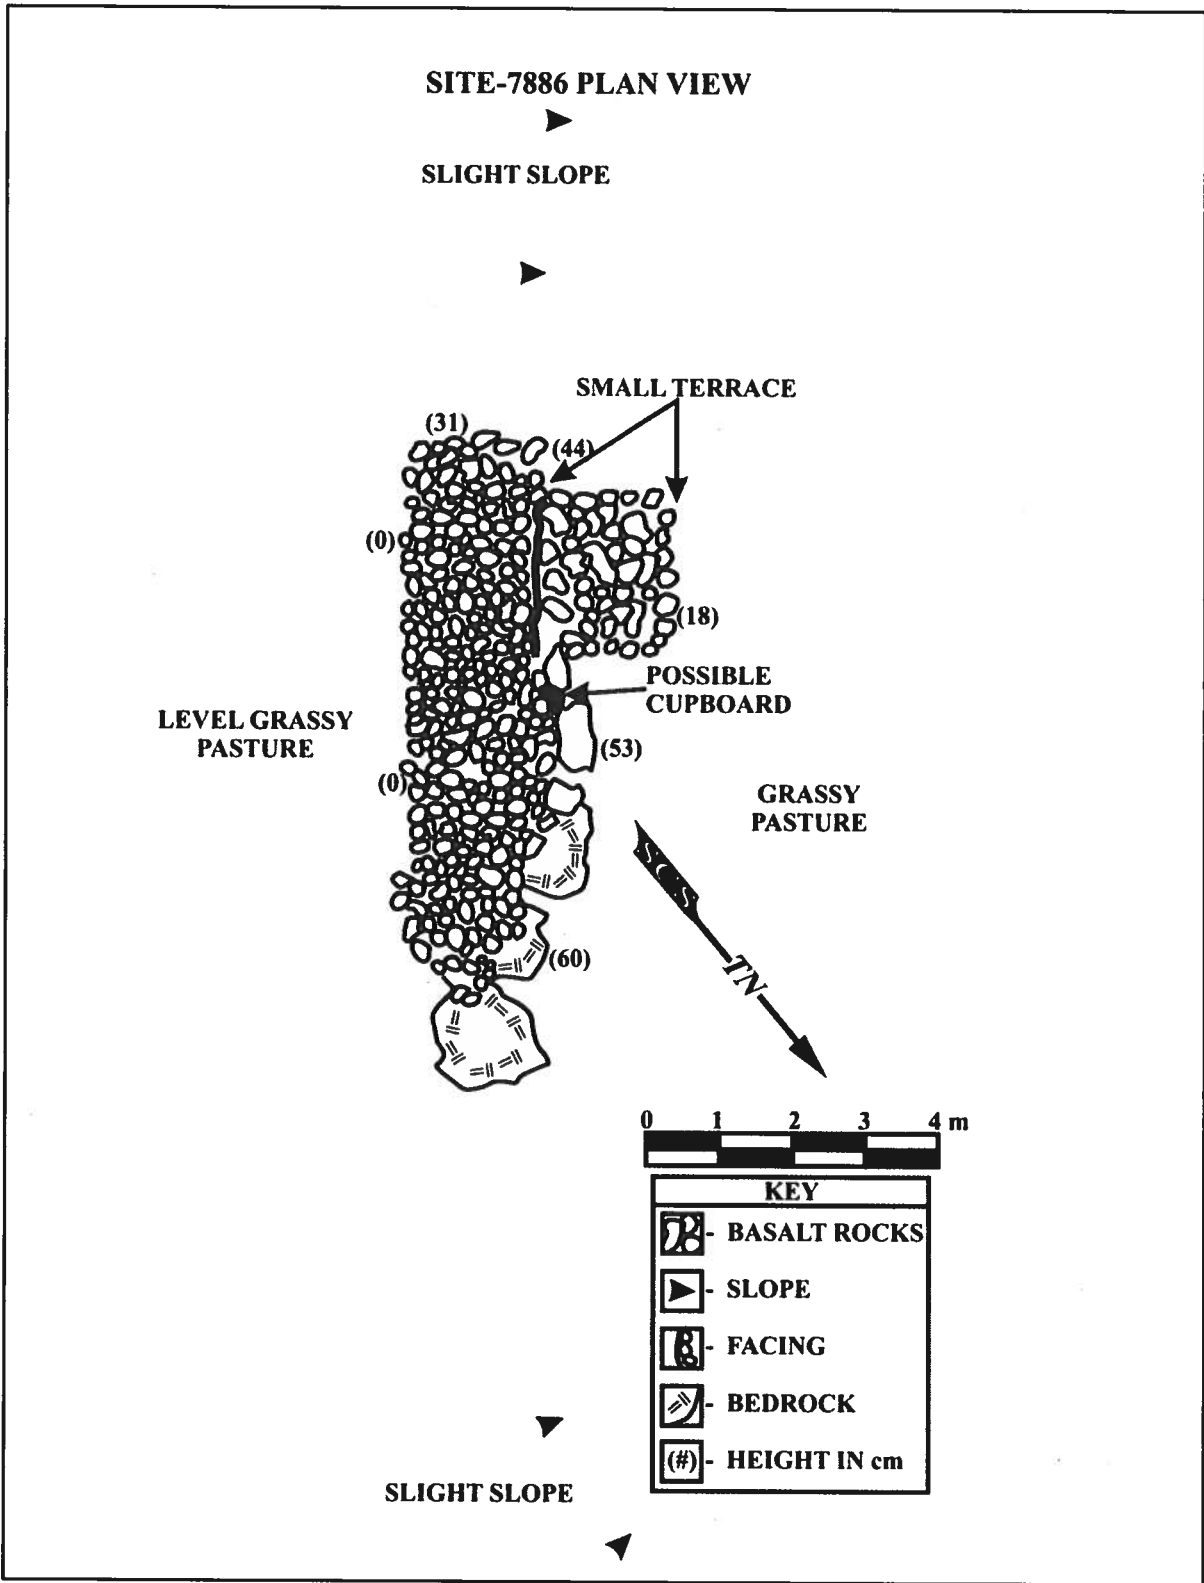 SITE-7886 PLAN VIEW
SLIGHT SLOPE
SMALL TERRACE
(31)
(44)
(0)
(18)
POSSIBLE
CUPBOARD
LEVEL GRASSY
PASTURE
(53)
(0)
GRASSY
PASTURE
SCS
TN
(60)
0 1 2 3 4 m
KEY
- BASALT ROCKS
- SLOPE
- FACING
- BEDROCK
(#) - HEIGHT IN cm
SLIGHT SLOPE